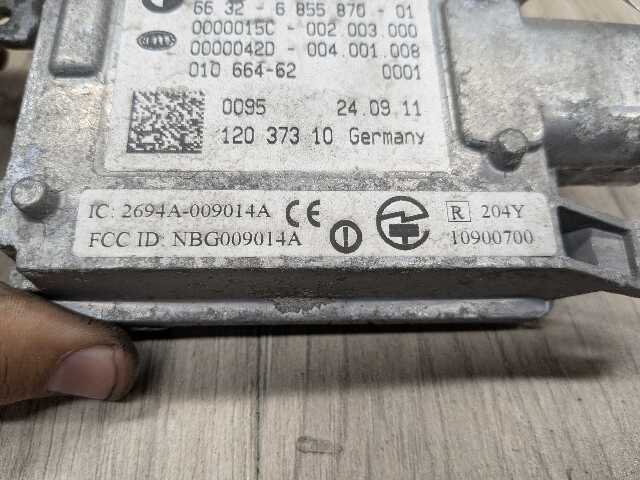 66 32 - 6 855 870 - 01
0000015C - 002.003.000
0000042D - 004.001.008
010 664-62 0001
0095 24.09.11
120 373 10 Germany
IC: 2694A-009014A CE R 204Y
FCC ID: NBG009014A 10900700